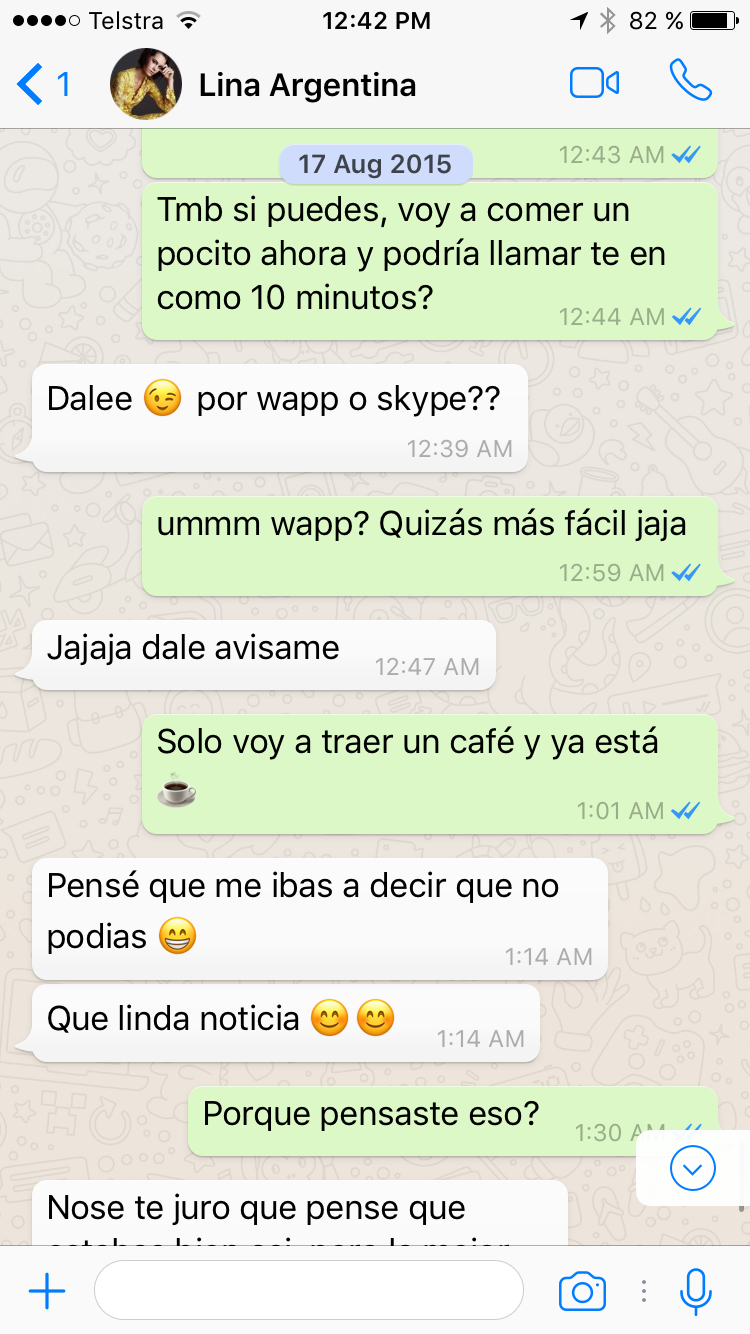 Telstra 12:42 PM 82 %
1 Lina Argentina
12:43 AM
17 Aug 2015
Tmb si puedes, voy a comer un
pocito ahora y podría llamar te en
como 10 minutos?
12:44 AM
Dalee 😉 por wapp o skype??
12:39 AM
ummm wapp? Quizás más fácil jaja
12:59 AM
Jajaja dale avisame
12:47 AM
Solo voy a traer un café y ya está
☕
1:01 AM
Pensé que me ibas a decir que no
podias 😁
1:14 AM
Que linda noticia 😊😊
1:14 AM
Porque pensaste eso?
1:30 AM
Nose te juro que pense que